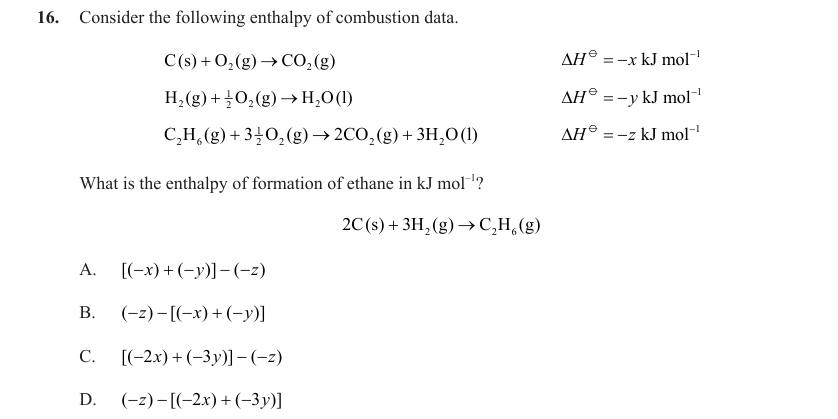 16. Consider the following enthalpy of combustion data.
C(s) + O₂(g) → CO₂(g) ΔH⊖ = −x kJ mol⁻¹
H₂(g) + ½O₂(g) → H₂O(l) ΔH⊖ = −y kJ mol⁻¹
C₂H₆(g) + 3½O₂(g) → 2CO₂(g) + 3H₂O(l) ΔH⊖ = −z kJ mol⁻¹
What is the enthalpy of formation of ethane in kJ mol⁻¹?
2C(s) + 3H₂(g) → C₂H₆(g)
A. [(−x) + (−y)] − (−z)
B. (−z) − [(−x) + (−y)]
C. [(−2x) + (−3y)] − (−z)
D. (−z) − [(−2x) + (−3y)]